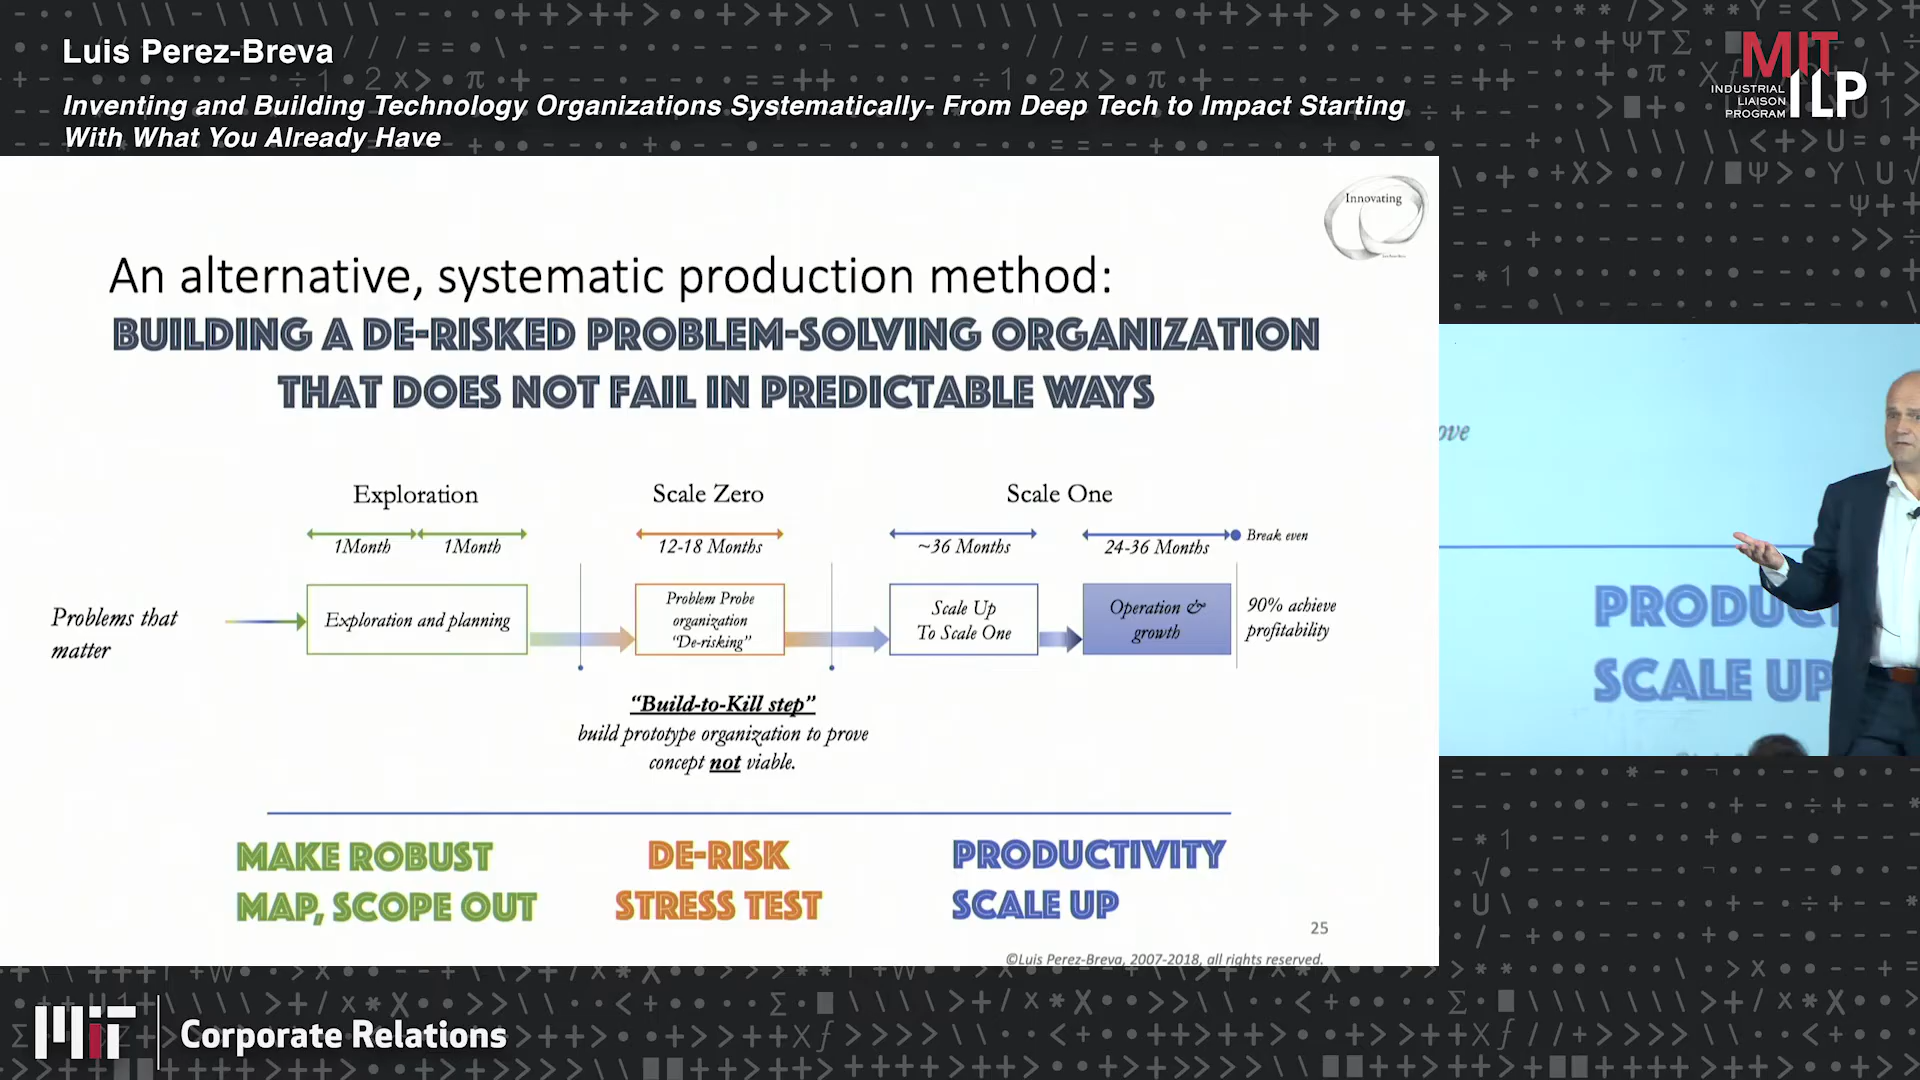 Luis Perez-Breva
Inventing and Building Technology Organizations Systematically- From Deep Tech to Impact Starting
With What You Already Have
MIT
INDUSTRIAL
LIAISON
PROGRAM
ILP
Innovating
An alternative, systematic production method:
BUILDING A DE-RISKED PROBLEM-SOLVING ORGANIZATION
THAT DOES NOT FAIL IN PREDICTABLE WAYS
Exploration
Scale Zero
Scale One
1Month
1Month
12-18 Months
~36 Months
24-36 Months
Break even
Problems that
matter
Exploration and planning
Problem Probe
organization
"De-risking"
Scale Up
To Scale One
Operation &
growth
90% achieve
profitability
"Build-to-Kill step"
build prototype organization to prove
concept not viable.
MAKE ROBUST
MAP, SCOPE OUT
DE-RISK
STRESS TEST
PRODUCTIVITY
SCALE UP
25
©Luis Perez-Breva, 2007-2018, all rights reserved.
SCALE UP
MIT
Corporate Relations